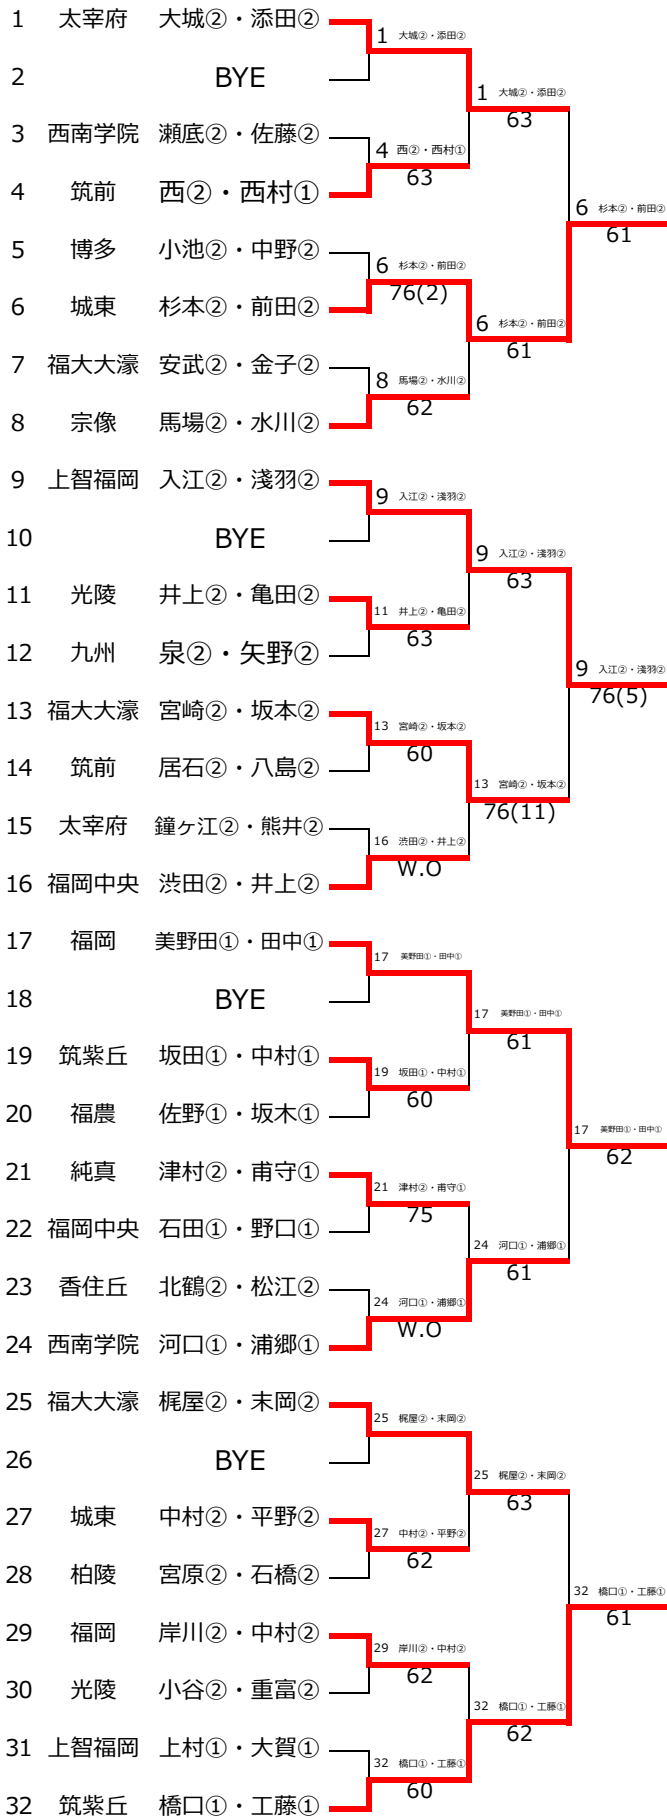 1 太宰府 大城②・添田②
1 大城②・添田②
2 BYE
1 大城②・添田②
63
3 西南学院 瀬底②・佐藤②
4 西②・西村①
63
4 筑前 西②・西村①
6 杉本②・前田②
61
5 博多 小池②・中野②
6 杉本②・前田②
76(2)
6 城東 杉本②・前田②
6 杉本②・前田②
61
7 福大大濠 安武②・金子②
8 馬場②・水川②
62
8 宗像 馬場②・水川②
9 上智福岡 入江②・淺羽②
9 入江②・淺羽②
10 BYE
9 入江②・淺羽②
63
11 光陵 井上②・亀田②
11 井上②・亀田②
63
12 九州 泉②・矢野②
9 入江②・淺羽②
76(5)
13 福大大濠 宮崎②・坂本②
13 宮崎②・坂本②
60
14 筑前 居石②・八島②
13 宮崎②・坂本②
76(11)
15 太宰府 鐘ヶ江②・熊井②
16 渋田②・井上②
W.O
16 福岡中央 渋田②・井上②
17 福岡 美野田①・田中①
17 美野田①・田中①
18 BYE
17 美野田①・田中①
61
19 筑紫丘 坂田①・中村①
19 坂田①・中村①
60
20 福農 佐野①・坂木①
17 美野田①・田中①
62
21 純真 津村②・甫守①
21 津村②・甫守①
75
22 福岡中央 石田①・野口①
24 河口①・浦郷①
61
23 香住丘 北鶴②・松江②
24 河口①・浦郷①
W.O
24 西南学院 河口①・浦郷①
25 福大大濠 梶屋②・末岡②
25 梶屋②・末岡②
26 BYE
25 梶屋②・末岡②
63
27 城東 中村②・平野②
27 中村②・平野②
62
28 柏陵 宮原②・石橋②
32 橋口①・工藤①
61
29 福岡 岸川②・中村②
29 岸川②・中村②
62
30 光陵 小谷②・重富②
32 橋口①・工藤①
62
31 上智福岡 上村①・大賀①
32 橋口①・工藤①
60
32 筑紫丘 橋口①・工藤①